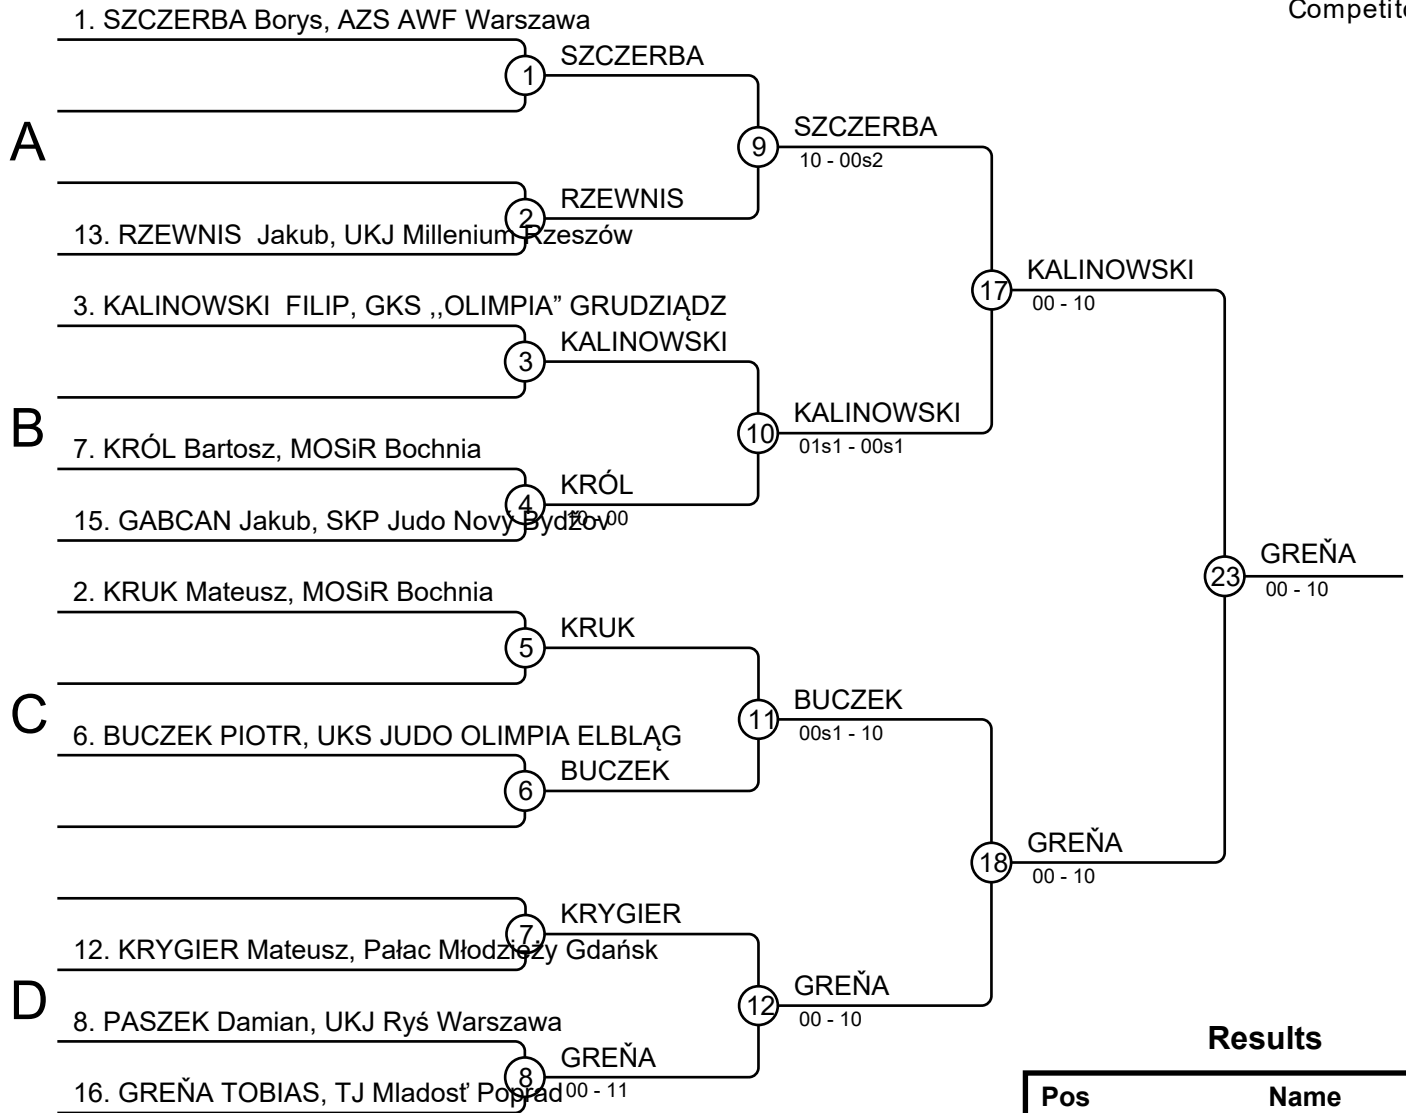 Competito
1. SZCZERBA Borys, AZS AWF Warszawa
SZCZERBA
1
A
SZCZERBA
9
10 - 00s2
RZEWNIS
2
13. RZEWNIS  Jakub, UKJ Millenium Rzeszów
KALINOWSKI
17
00 - 10
3. KALINOWSKI  FILIP, GKS ,,OLIMPIA” GRUDZIĄDZ
KALINOWSKI
3
B
KALINOWSKI
10
01s1 - 00s1
7. KRÓL Bartosz, MOSiR Bochnia
KRÓL
4
10 - 00
15. GABCAN Jakub, SKP Judo Nový Bydžov
GREŇA
23
00 - 10
2. KRUK Mateusz, MOSiR Bochnia
KRUK
5
C
BUCZEK
11
00s1 - 10
6. BUCZEK PIOTR, UKS JUDO OLIMPIA ELBLĄG
BUCZEK
6
GREŇA
18
00 - 10
KRYGIER
7
12. KRYGIER Mateusz, Pałac Młodzieży Gdańsk
D
GREŇA
12
00 - 10
8. PASZEK Damian, UKJ Ryś Warszawa
GREŇA
8
00 - 11
16. GREŇA TOBIAS, TJ Mladosť Poprad
Results
Pos Name